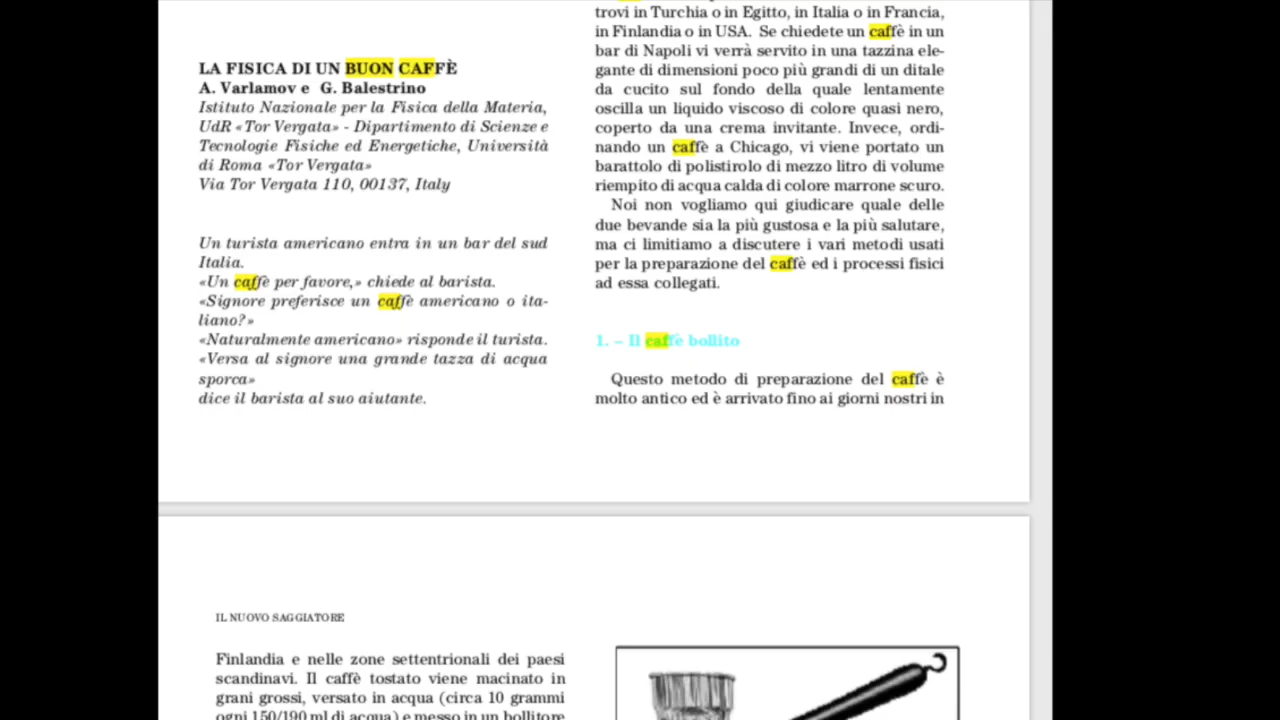 LA FISICA DI UN BUON CAFFÈ
A. Varlamov e G. Balestrino
Istituto Nazionale per la Fisica della Materia,
UdR «Tor Vergata» - Dipartimento di Scienze e
Tecnologie Fisiche ed Energetiche, Università
di Roma «Tor Vergata»
Via Tor Vergata 110, 00137, Italy
Un turista americano entra in un bar del sud
Italia.
«Un caffè per favore,» chiede al barista.
«Signore preferisce un caffè americano o ita-
liano?»
«Naturalmente americano» risponde il turista.
«Versa al signore una grande tazza di acqua
sporca»
dice il barista al suo aiutante.
trovi in Turchia o in Egitto, in Italia o in Francia,
in Finlandia o in USA. Se chiedete un caffè in un
bar di Napoli vi verrà servito in una tazzina ele-
gante di dimensioni poco più grandi di un ditale
da cucito sul fondo della quale lentamente
oscilla un liquido viscoso di colore quasi nero,
coperto da una crema invitante. Invece, ordi-
nando un caffè a Chicago, vi viene portato un
barattolo di polistirolo di mezzo litro di volume
riempito di acqua calda di colore marrone scuro.
Noi non vogliamo qui giudicare quale delle
due bevande sia la più gustosa e la più salutare,
ma ci limitiamo a discutere i vari metodi usati
per la preparazione del caffè ed i processi fisici
ad essa collegati.
1. – Il caffè bollito
Questo metodo di preparazione del caffè è
molto antico ed è arrivato fino ai giorni nostri in
IL NUOVO SAGGIATORE
Finlandia e nelle zone settentrionali dei paesi
scandinavi. Il caffè tostato viene macinato in
grani grossi, versato in acqua (circa 10 grammi
ogni 150/190 ml di acqua) e messo in un bollitore